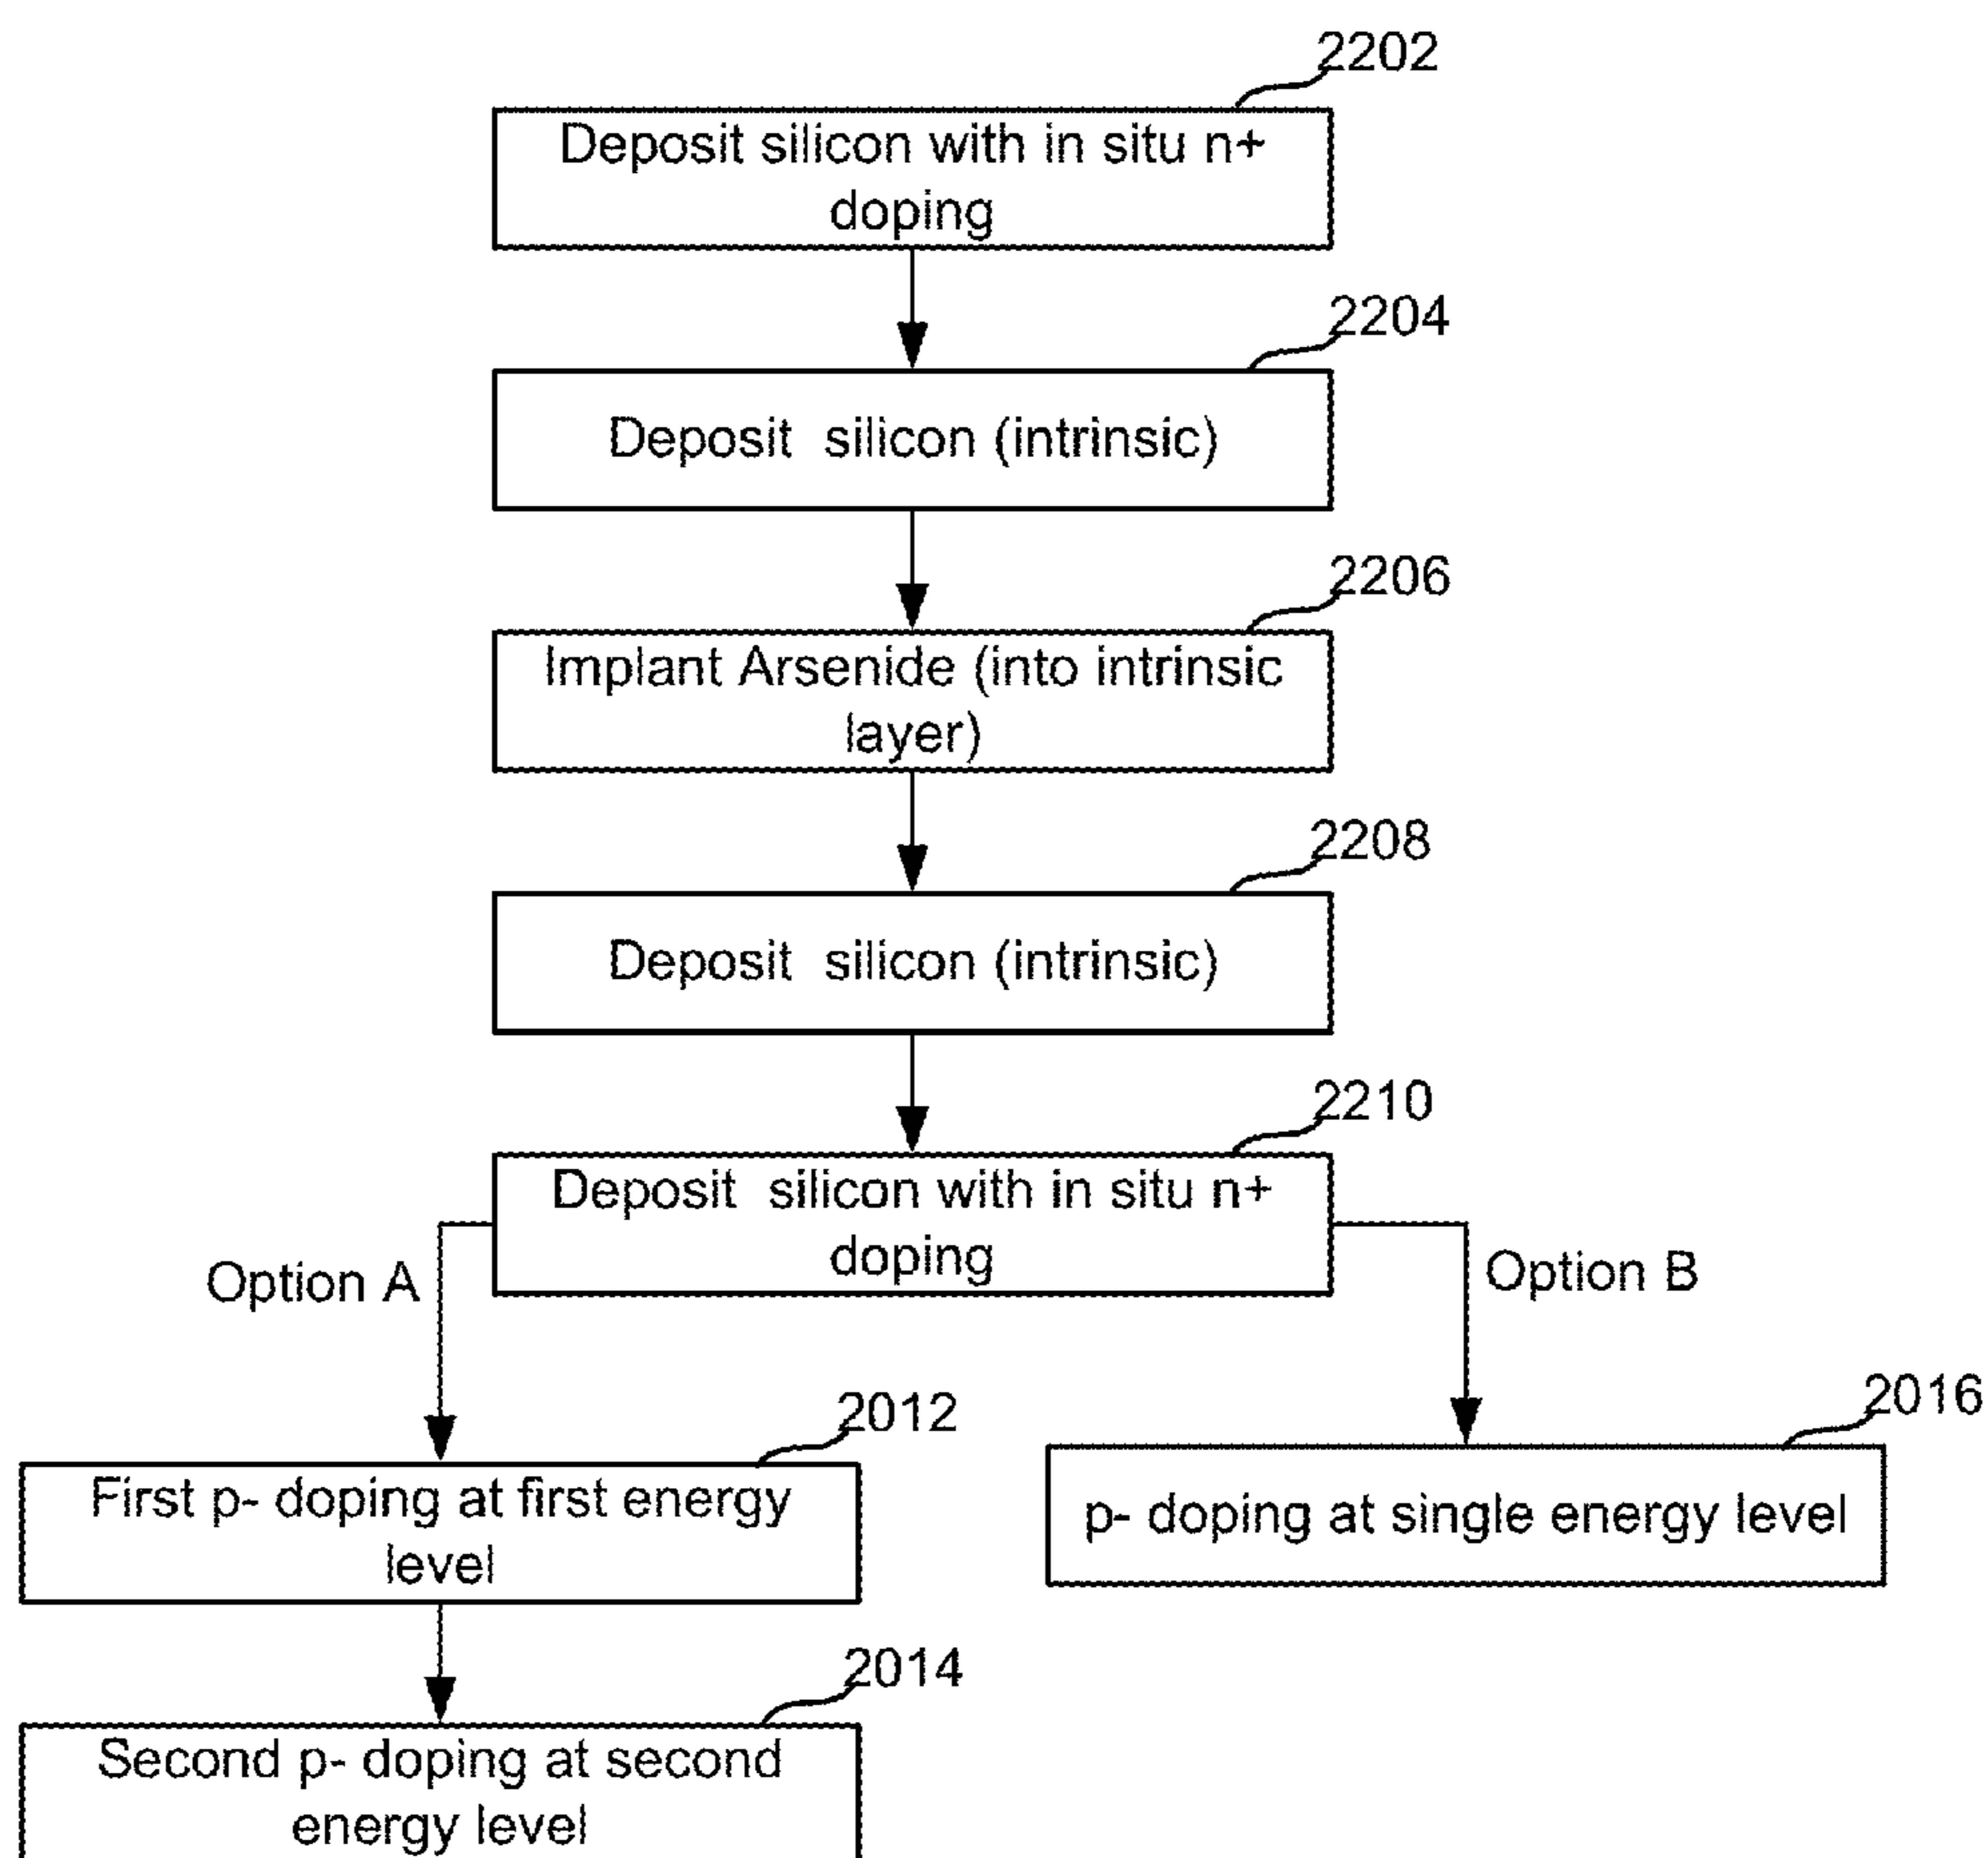 2202
Deposit silicon with in situ n+
doping
2204
Deposit silicon (intrinsic)
2206
Implant Arsenide (into intrinsic
layer)
2208
Deposit silicon (intrinsic)
2210
Deposit silicon with in situ n+
doping
Option A
Option B
2012
First p- doping at first energy
level
2016
p- doping at single energy level
2014
Second p- doping at second
energy level